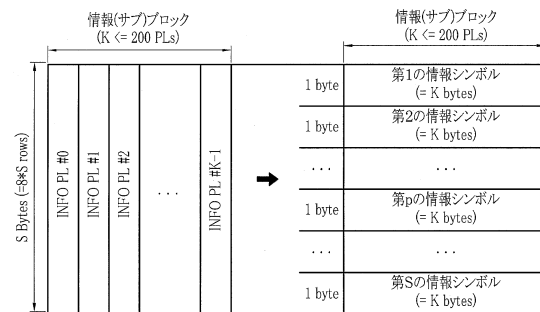 情報(サブ)ブロック
(K <= 200 PLs)
S Bytes (=8*S rows)
INFO PL #0
INFO PL #1
INFO PL #2
. . .
INFO PL #K-1
情報(サブ)ブロック
(K <= 200 PLs)
1 byte
第1の情報シンボル
(= K bytes)
1 byte
第2の情報シンボル
(= K bytes)
. . .
. . .
1 byte
第pの情報シンボル
(= K bytes)
. . .
. . .
1 byte
第Sの情報シンボル
(= K bytes)